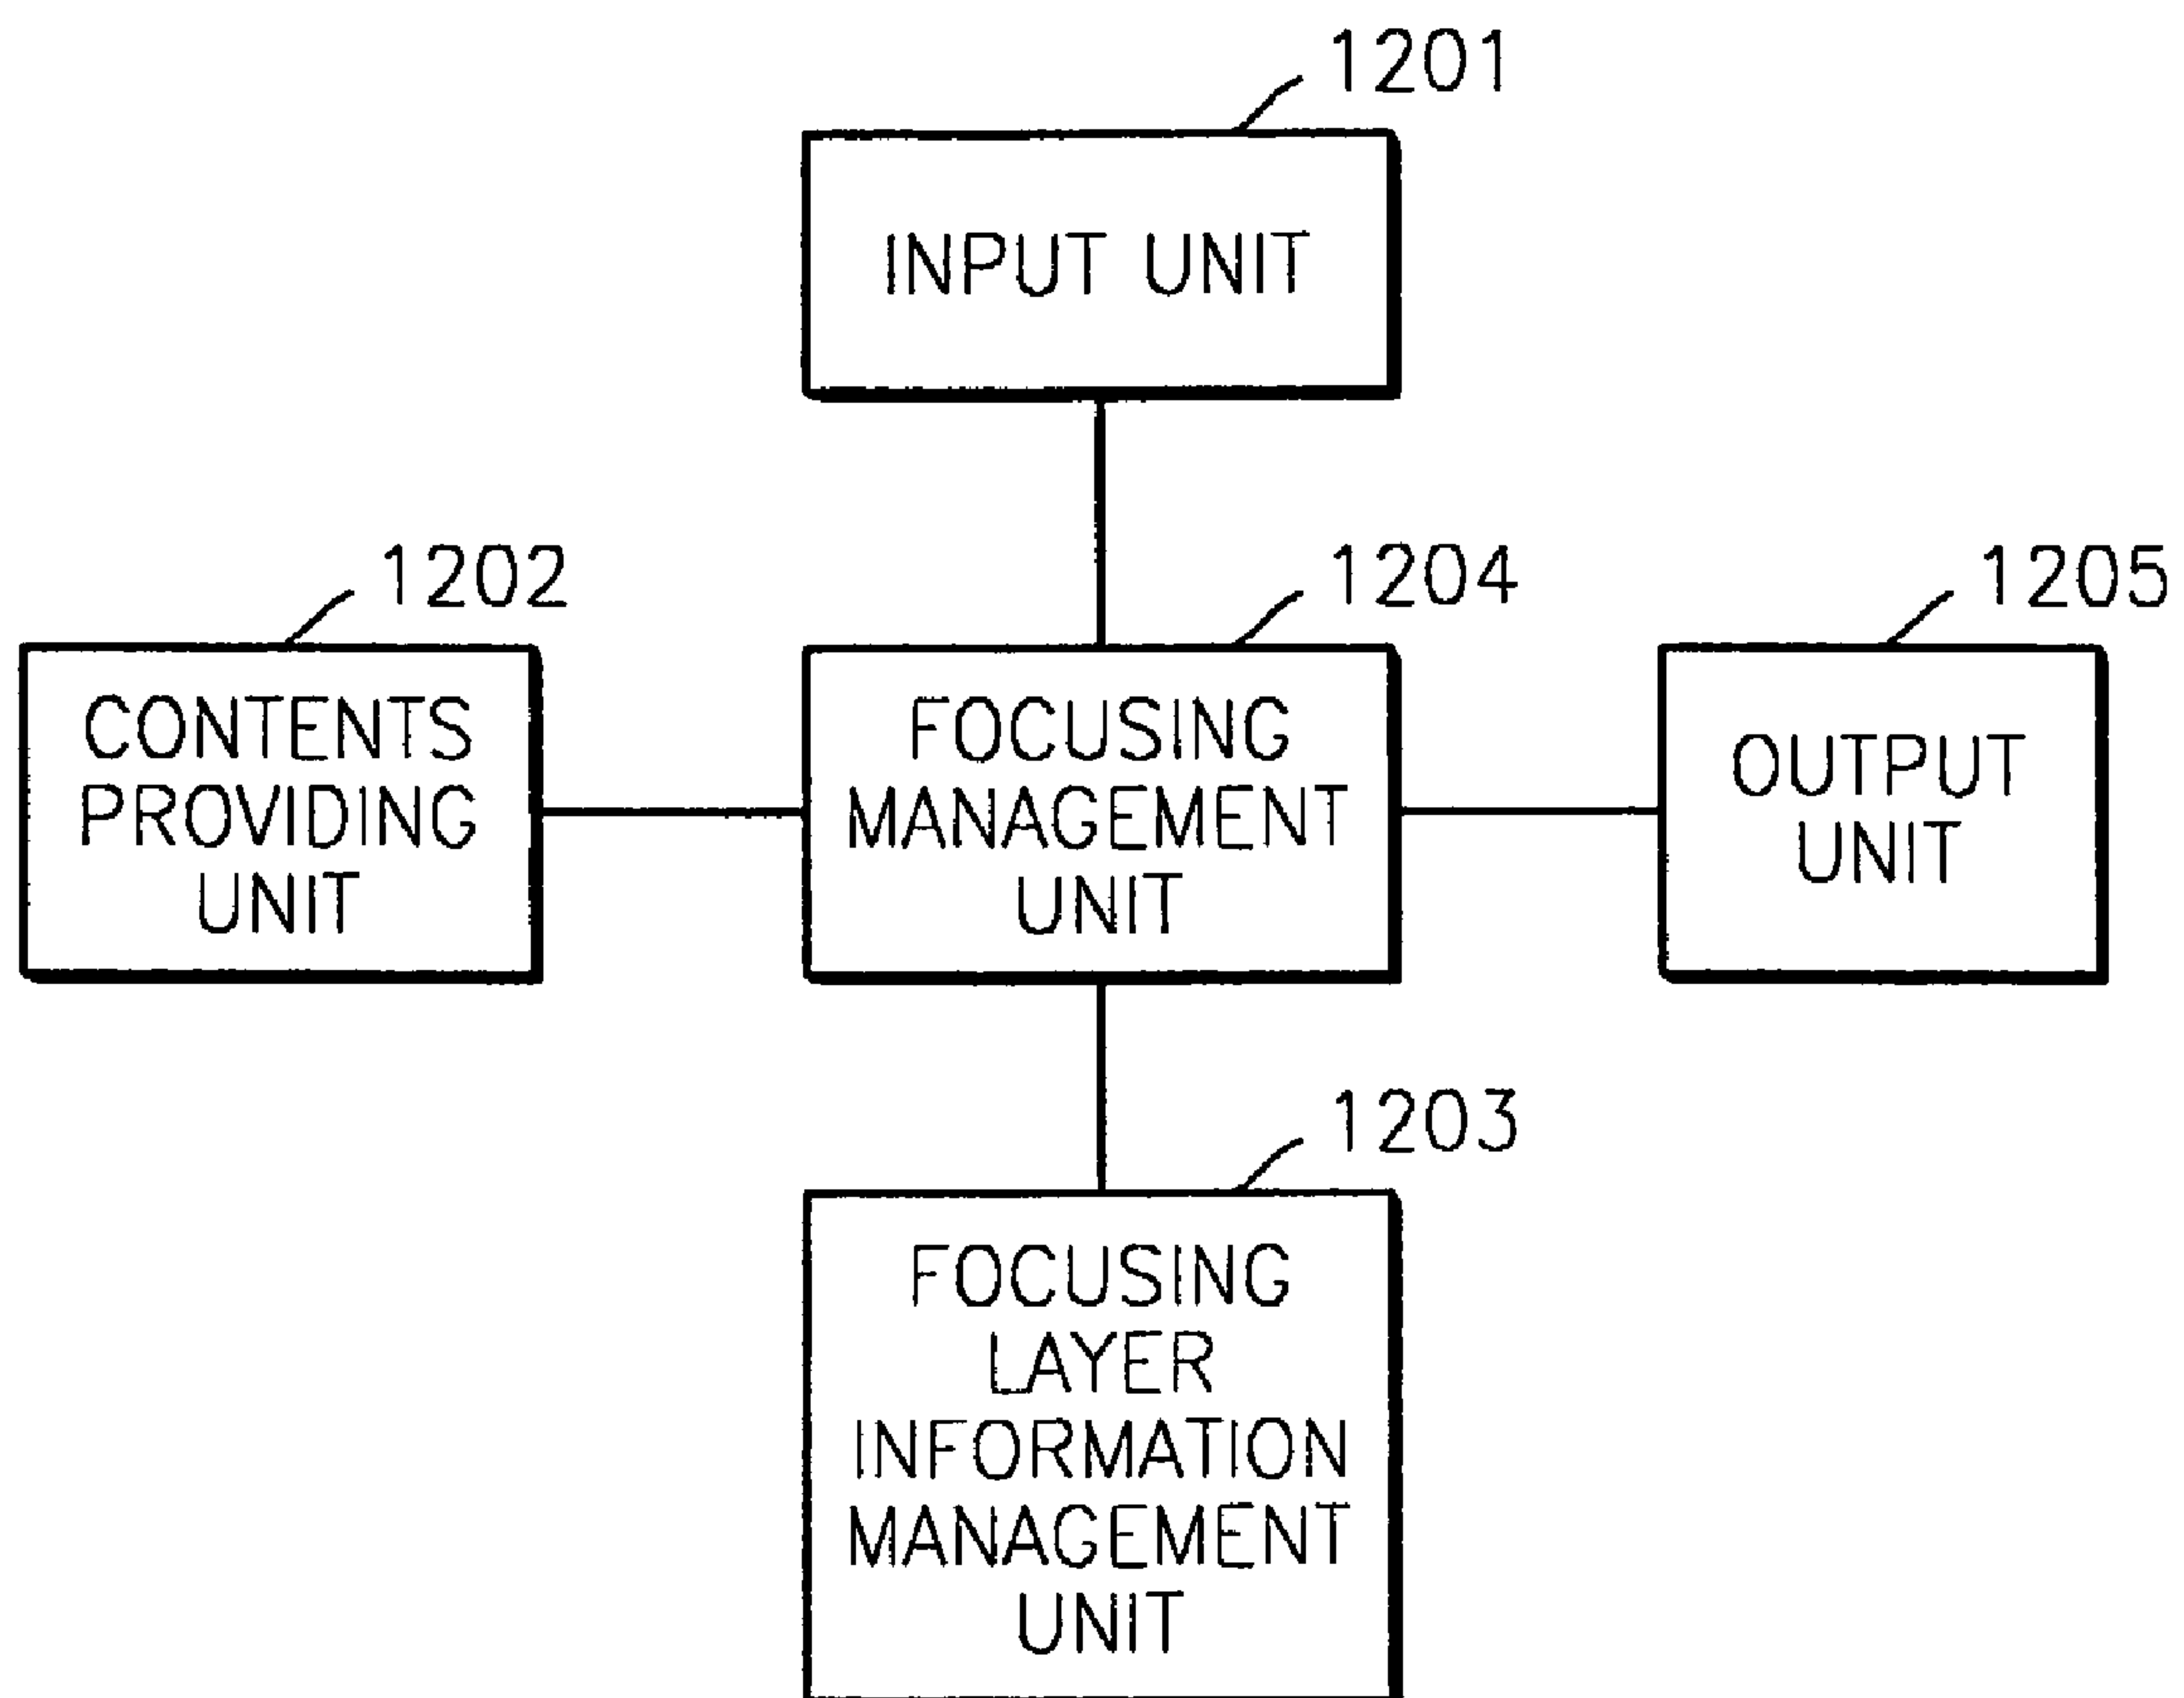 1201
INPUT UNIT
1202
1204
1205
CONTENTS
PROVIDING
UNIT
FOCUSING
MANAGEMENT
UNIT
OUTPUT
UNIT
1203
FOCUSING
LAYER
INFORMATION
MANAGEMENT
UNIT